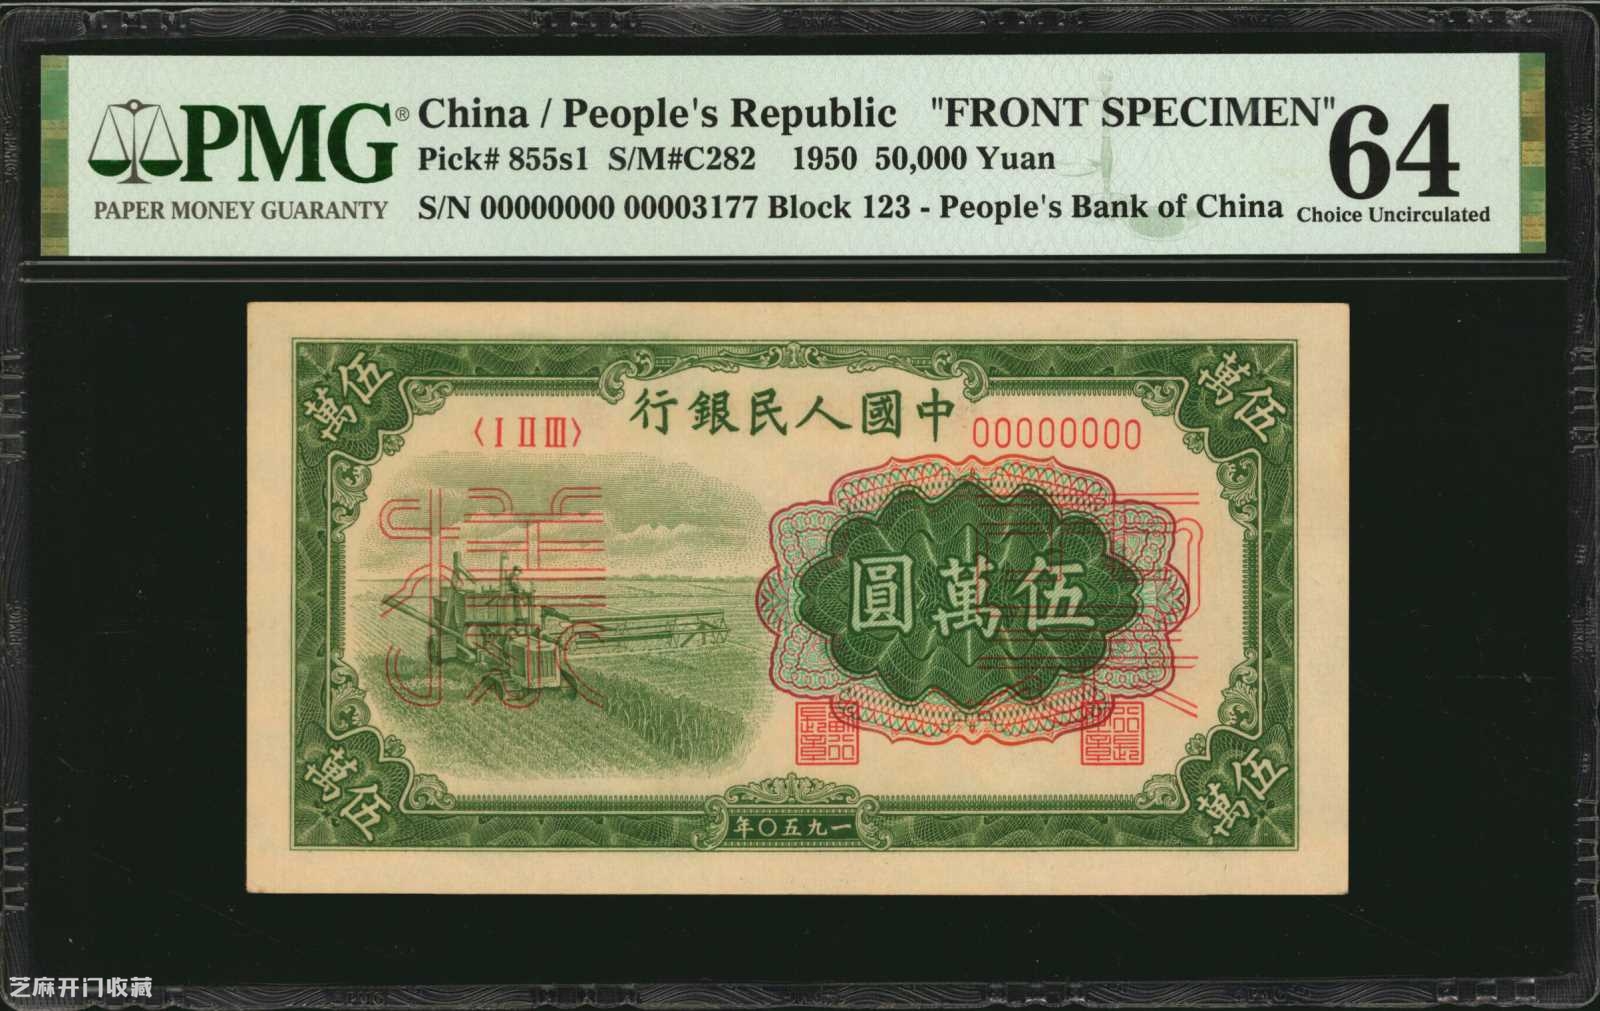 PMG® China / People's Republic "FRONT SPECIMEN" 64
Pick# 855s1 S/M#C282 1950 50,000 Yuan
PAPER MONEY GUARANTY S/N 00000000 00003177 Block 123 - People's Bank of China Choice Uncirculated
伍萬
伍萬
行銀民人國中
〈I II III〉
00000000
圓萬伍
伍萬
伍萬
年〇五九一
芝麻开门收藏